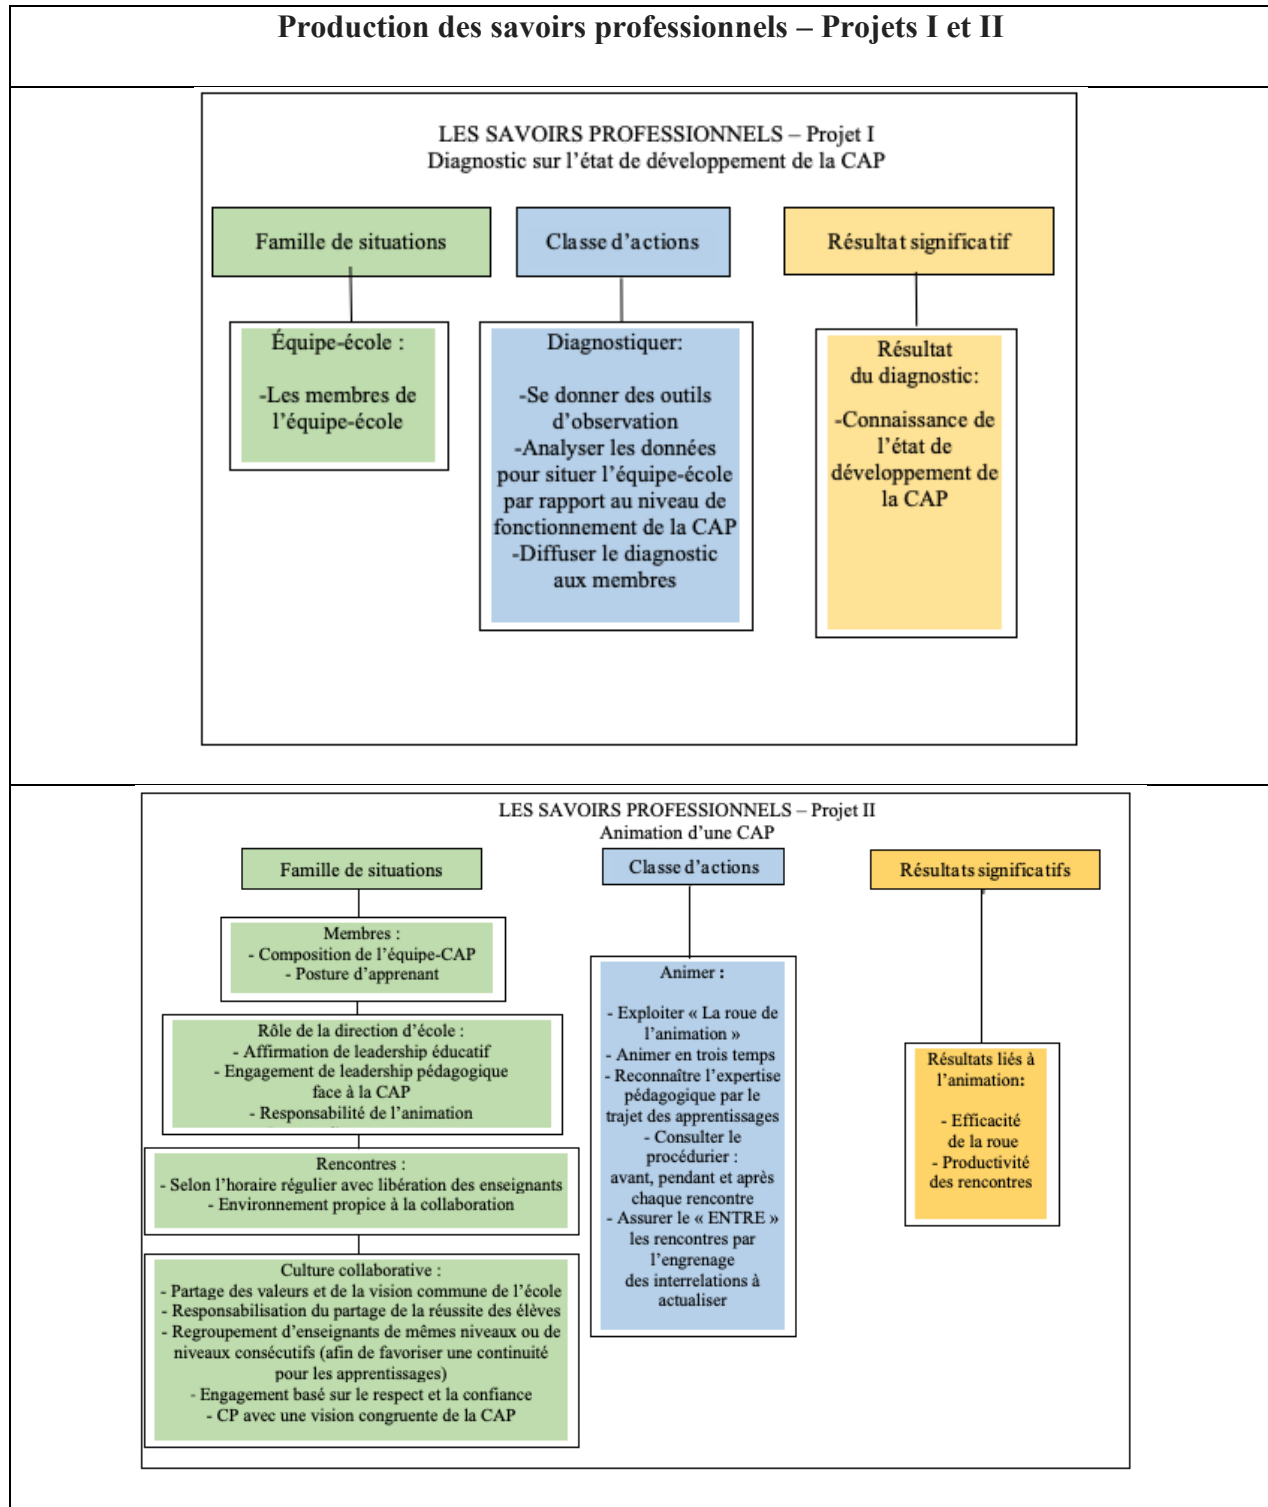 Production des savoirs professionnels – Projets I et II
LES SAVOIRS PROFESSIONNELS – Projet I
Diagnostic sur l’état de développement de la CAP
Famille de situations
Équipe-école :
-Les membres de
l’équipe-école
Classe d’actions
Diagnostiquer:
-Se donner des outils
d’observation
-Analyser les données
pour situer l’équipe-école
par rapport au niveau de
fonctionnement de la CAP
-Diffuser le diagnostic
aux membres
Résultat significatif
Résultat
du diagnostic:
-Connaissance de
l’état de
développement de
la CAP
LES SAVOIRS PROFESSIONNELS – Projet II
Animation d’une CAP
Famille de situations
Membres :
- Composition de l’équipe-CAP
- Posture d’apprenant
Rôle de la direction d’école :
- Affirmation de leadership éducatif
- Engagement de leadership pédagogique
face à la CAP
- Responsabilité de l’animation
Rencontres :
- Selon l’horaire régulier avec libération des enseignants
- Environnement propice à la collaboration
Culture collaborative :
- Partage des valeurs et de la vision commune de l’école
- Responsabilisation du partage de la réussite des élèves
- Regroupement d’enseignants de mêmes niveaux ou de
niveaux consécutifs (afin de favoriser une continuité
pour les apprentissages)
- Engagement basé sur le respect et la confiance
- CP avec une vision congruente de la CAP
Classe d’actions
Animer :
- Exploiter « La roue de
l’animation »
- Animer en trois temps
- Reconnaître l’expertise
pédagogique par le
trajet des apprentissages
- Consulter le
procédurier :
avant, pendant et après
chaque rencontre
- Assurer le « ENTRE »
les rencontres par
l’engrenage
des interrelations à
actualiser
Résultats significatifs
Résultats liés à
l’animation:
- Efficacité
de la roue
- Productivité
des rencontres